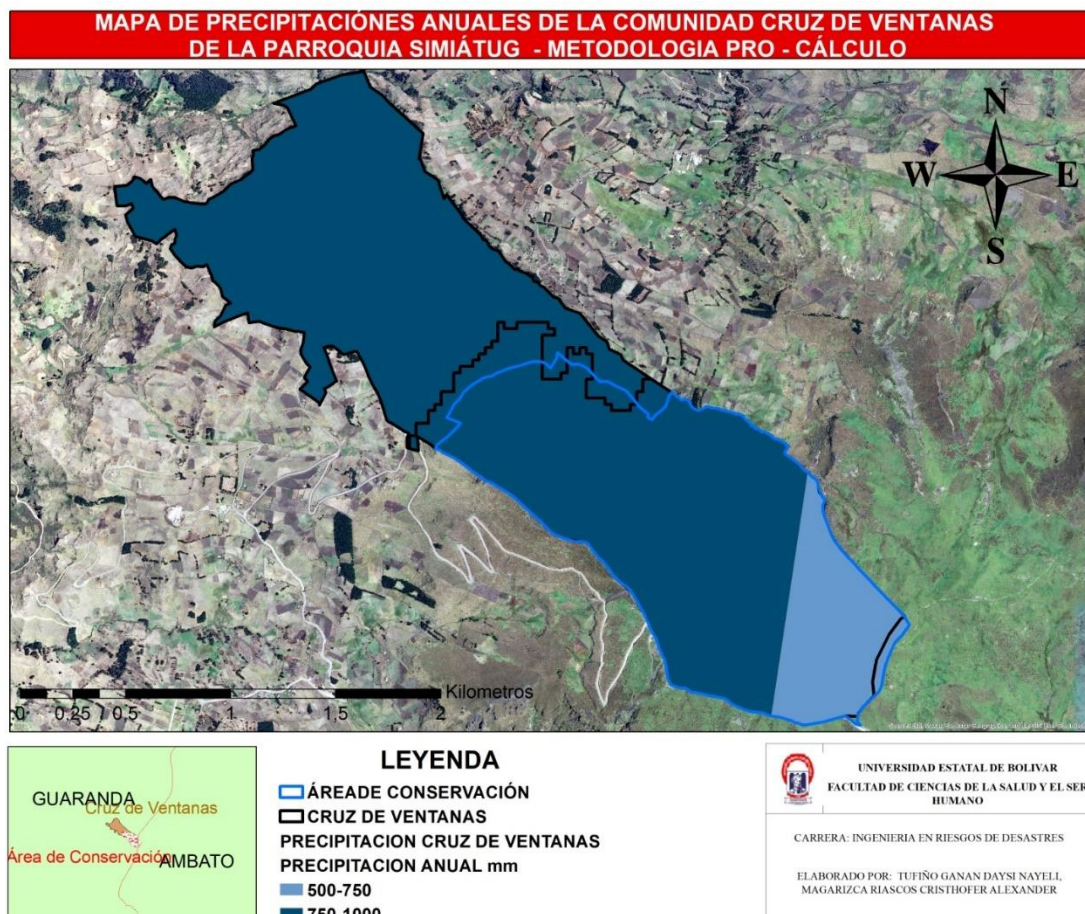 MAPA DE PRECIPITACIÓNES ANUALES DE LA COMUNIDAD CRUZ DE VENTANAS
DE LA PARROQUIA SIMIÁTUG - METODOLOGIA PRO - CÁLCULO
N
W E
S
Kilometros
0 0,25 0,5 1 1,5 2
GUARANDA
Cruz de Ventanas
Área de Conservación
AMBATO
LEYENDA
ÁREADE CONSERVACIÓN
CRUZ DE VENTANAS
PRECIPITACION CRUZ DE VENTANAS
PRECIPITACION ANUAL mm
500-750
750-1000
UNIVERSIDAD ESTATAL DE BOLIVAR
FACULTAD DE CIENCIAS DE LA SALUD Y EL SER
HUMANO
CARRERA: INGENIERIA EN RIESGOS DE DESASTRES
ELABORADO POR: TUFIÑO GANAN DAYSI NAYELI,
MAGARIZCA RIASCOS CRISTHOFER ALEXANDER